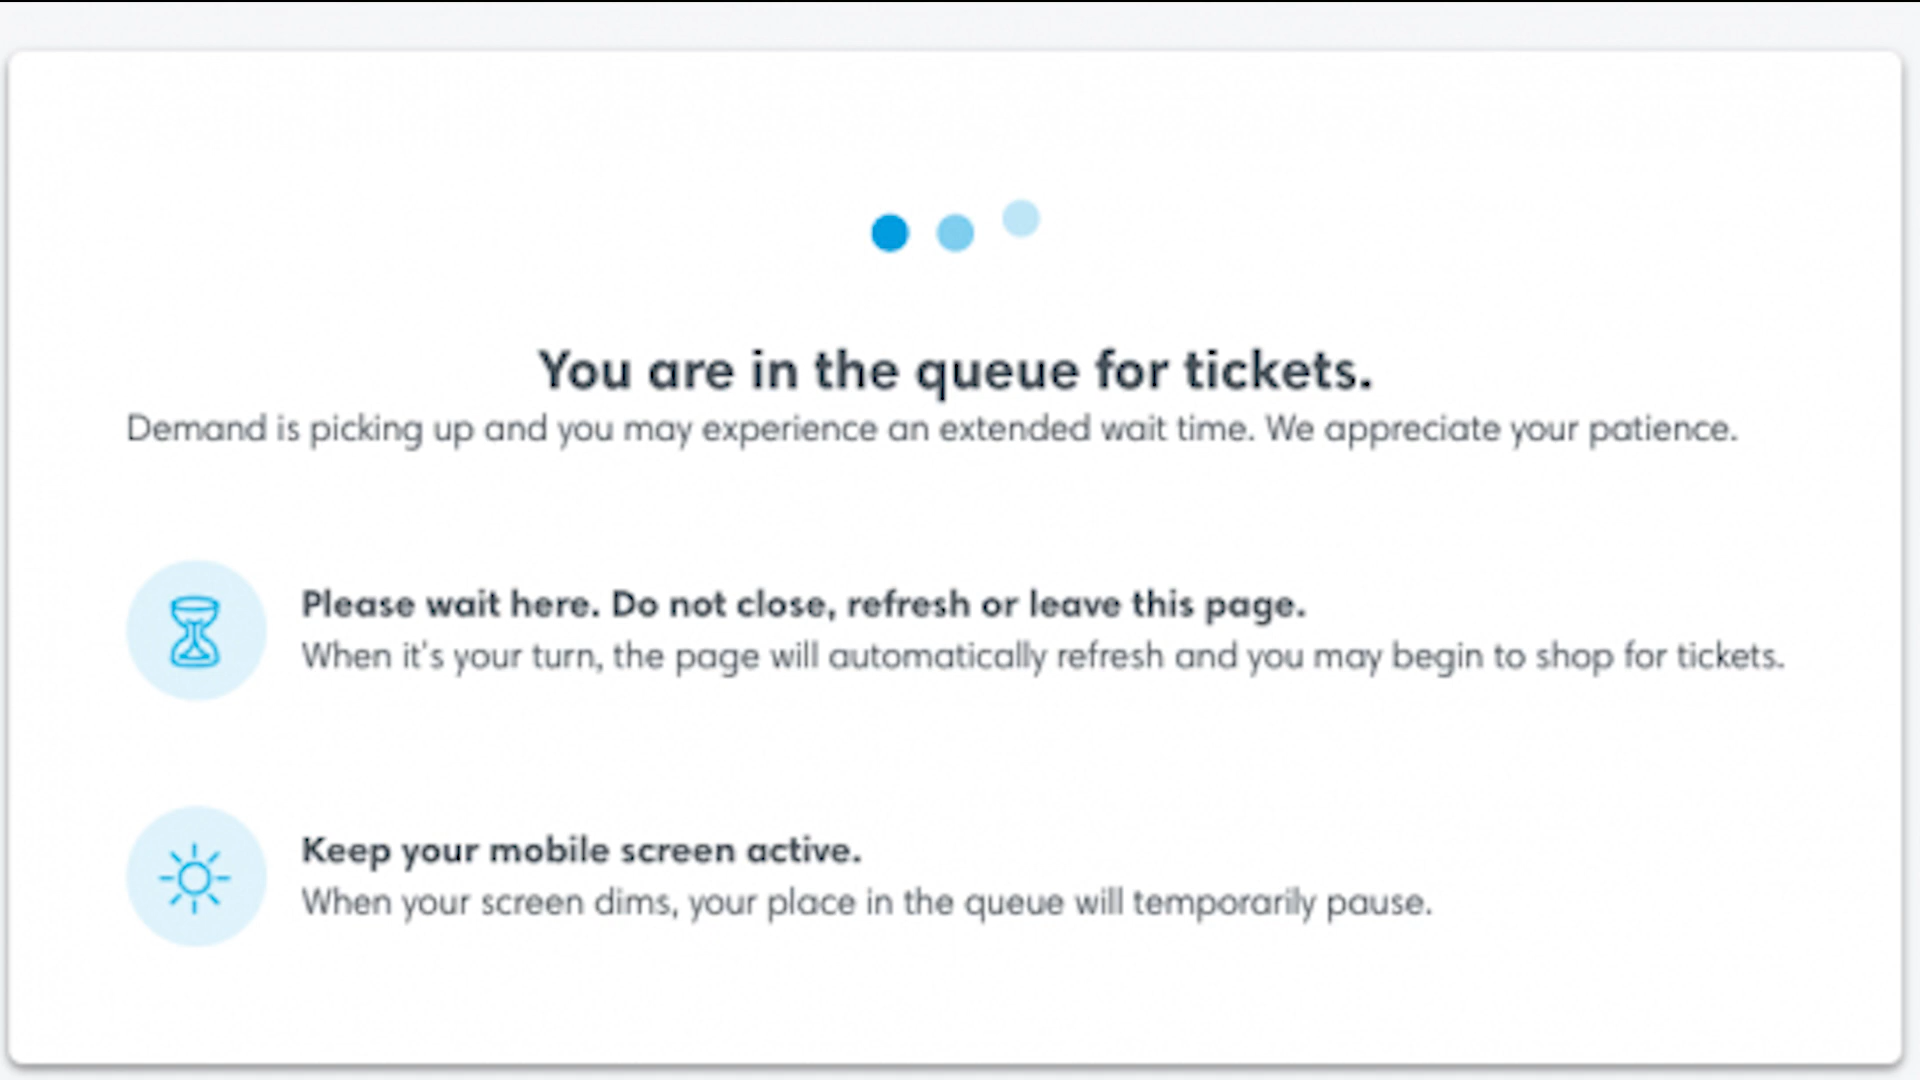 You are in the queue for tickets.
Demand is picking up and you may experience an extended wait time. We appreciate your patience.
Please wait here. Do not close, refresh or leave this page.
When it's your turn, the page will automatically refresh and you may begin to shop for tickets.
Keep your mobile screen active.
When your screen dims, your place in the queue will temporarily pause.